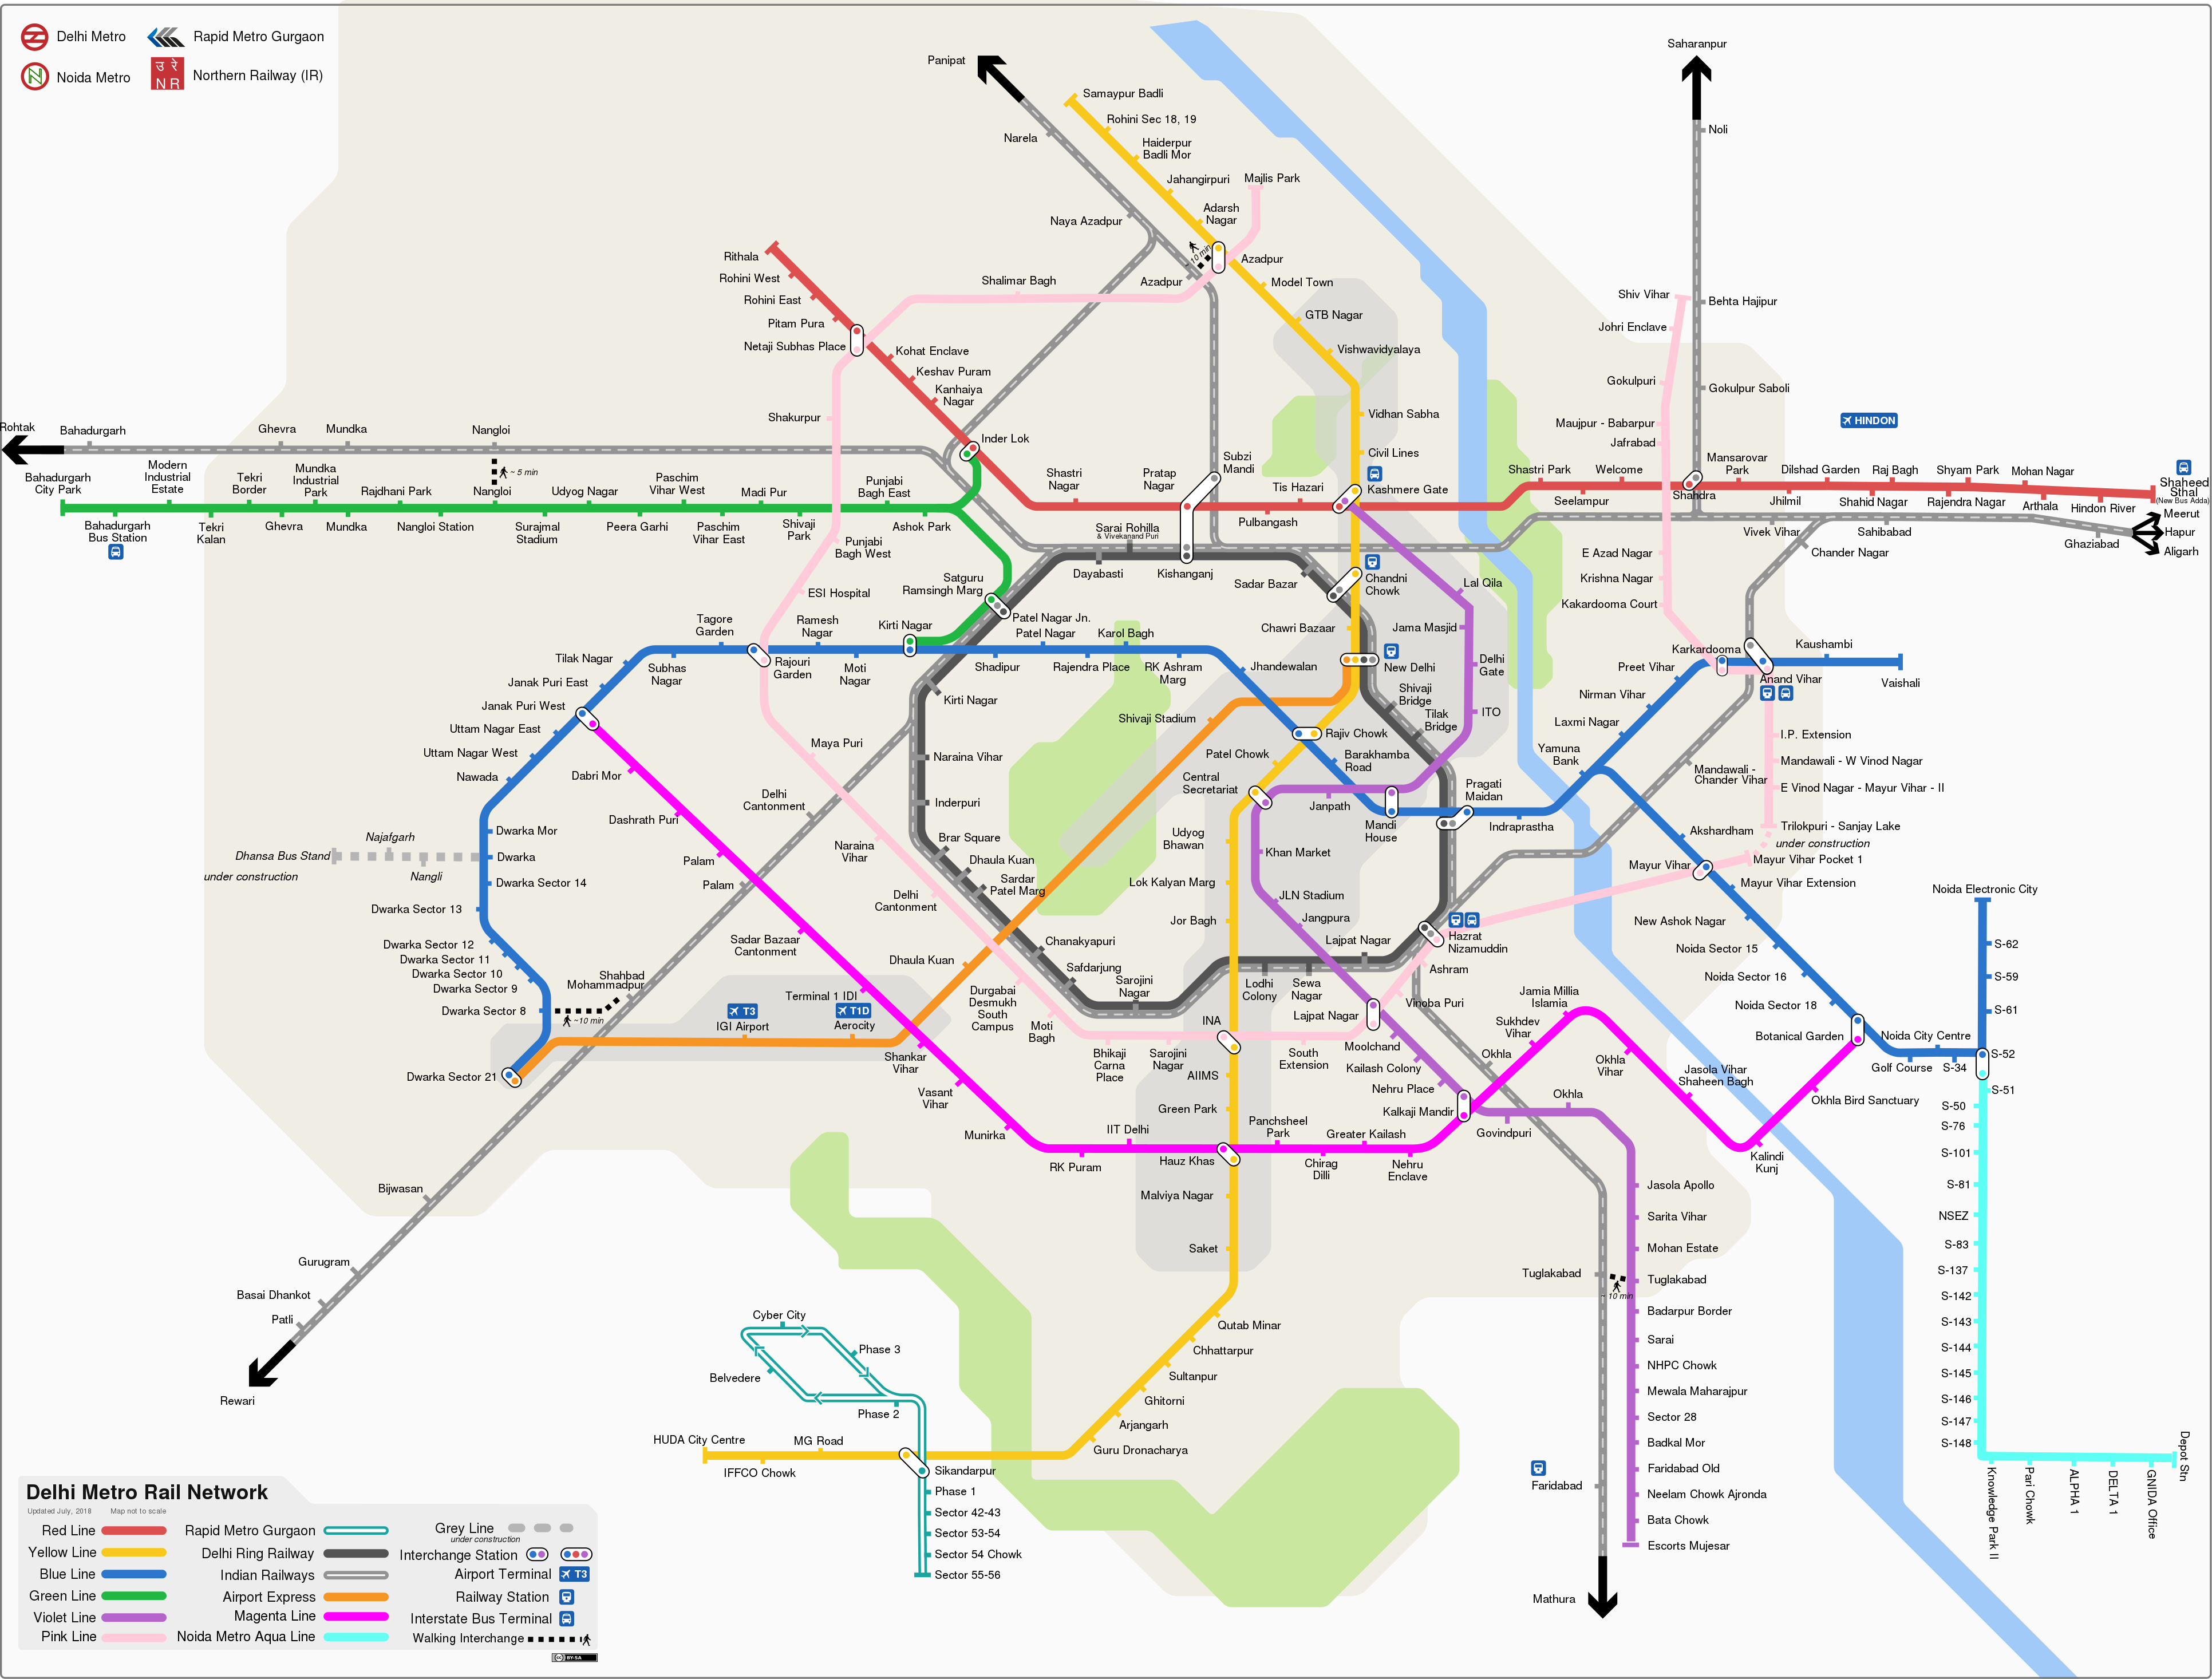 Delhi Metro
Rapid Metro Gurgaon
Noida Metro
उ रे
N R
Northern Railway (IR)
Panipat
Narela
Naya Azadpur
Azadpur
~10 min
Samaypur Badli
Rohini Sec 18, 19
Haiderpur
Badli Mor
Jahangirpuri
Adarsh
Nagar
Majlis Park
Azadpur
Model Town
GTB Nagar
Vishwavidyalaya
Vidhan Sabha
Civil Lines
Kashmere Gate
Saharanpur
Noli
Behta Hajipur
Gokulpur Saboli
Shiv Vihar
Johri Enclave
Gokulpuri
Maujpur - Babarpur
Jafrabad
HINDON
Rithala
Rohini West
Rohini East
Pitam Pura
Netaji Subhas Place
Kohat Enclave
Keshav Puram
Kanhaiya
Nagar
Inder Lok
Shalimar Bagh
Shakurpur
Rohtak
Bahadurgarh
Ghevra
Mundka
Nangloi
~ 5 min
Bahadurgarh
City Park
Modern
Industrial
Estate
Tekri
Border
Mundka
Industrial
Park
Rajdhani Park
Nangloi
Udyog Nagar
Paschim
Vihar West
Madi Pur
Punjabi
Bagh East
Bahadurgarh
Bus Station
Tekri
Kalan
Ghevra
Mundka
Nangloi Station
Surajmal
Stadium
Peera Garhi
Paschim
Vihar East
Shivaji
Park
Punjabi
Bagh West
Ashok Park
Shastri
Nagar
Pratap
Nagar
Subzi
Mandi
Tis Hazari
Pulbangash
Shastri Park
Seelampur
Welcome
Shahdra
Mansarovar
Park
Dilshad Garden
Jhilmil
Raj Bagh
Shahid Nagar
Shyam Park
Rajendra Nagar
Mohan Nagar
Arthala
Hindon River
Shaheed
Sthal
(New Bus Adda)
Meerut
Hapur
Aligarh
Ghaziabad
Sahibabad
Vivek Vihar
Chander Nagar
Sarai Rohilla
& Vivekanand Puri
Dayabasti
Kishanganj
Sadar Bazar
Chandni
Chowk
Chawri Bazaar
New Delhi
Lal Qila
Jama Masjid
Delhi
Gate
ITO
E Azad Nagar
Krishna Nagar
Kakardooma Court
Karkardooma
Anand Vihar
Kaushambi
Vaishali
Preet Vihar
Nirman Vihar
Laxmi Nagar
Yamuna
Bank
ESI Hospital
Satguru
Ramsingh Marg
Patel Nagar Jn.
Tagore
Garden
Ramesh
Nagar
Kirti Nagar
Patel Nagar
Karol Bagh
Tilak Nagar
Subhas
Nagar
Rajouri
Garden
Moti
Nagar
Shadipur
Rajendra Place
RK Ashram
Marg
Jhandewalan
Janak Puri East
Janak Puri West
Uttam Nagar East
Uttam Nagar West
Nawada
Kirti Nagar
Shivaji Stadium
Shivaji
Bridge
Tilak
Bridge
Rajiv Chowk
Patel Chowk
Barakhamba
Road
Central
Secretariat
Janpath
Mandi
House
Pragati
Maidan
Indraprastha
Maya Puri
Naraina Vihar
Inderpuri
Delhi
Cantonment
Dabri Mor
Dashrath Puri
Palam
Palam
Sadar Bazaar
Cantonment
Dwarka Mor
Dwarka
Dwarka Sector 14
Najafgarh
Dhansa Bus Stand
Nangli
under construction
Dwarka Sector 13
Dwarka Sector 12
Dwarka Sector 11
Dwarka Sector 10
Dwarka Sector 9
Dwarka Sector 8
Dwarka Sector 21
Shahbad
Mohammadpur
~10 min
Naraina
Vihar
Delhi
Cantonment
Brar Square
Dhaula Kuan
Sardar
Patel Marg
Udyog
Bhawan
Khan Market
Lok Kalyan Marg
JLN Stadium
Jor Bagh
Jangpura
Lajpat Nagar
Hazrat
Nizamuddin
Ashram
Vinoba Puri
Lajpat Nagar
Chanakyapuri
Safdarjung
Sarojini
Nagar
Lodhi
Colony
Sewa
Nagar
Dhaula Kuan
Terminal 1 IDI
T3
IGI Airport
T1D
Aerocity
Durgabai
Desmukh
South
Campus
Moti
Bagh
Bhikaji
Carna
Place
Sarojini
Nagar
INA
South
Extension
Moolchand
Kailash Colony
Nehru Place
Kalkaji Mandir
Shankar
Vihar
Vasant
Vihar
Munirka
RK Puram
IIT Delhi
Hauz Khas
Panchsheel
Park
Chirag
Dilli
Greater Kailash
Nehru
Enclave
AIIMS
Green Park
Malviya Nagar
Saket
Qutab Minar
Chhattarpur
Sultanpur
Ghitorni
Arjangarh
Guru Dronacharya
Sikandarpur
MG Road
IFFCO Chowk
HUDA City Centre
Mandawali -
Chander Vihar
I.P. Extension
Mandawali - W Vinod Nagar
E Vinod Nagar - Mayur Vihar - II
Trilokpuri - Sanjay Lake
under construction
Mayur Vihar Pocket 1
Akshardham
Mayur Vihar
Mayur Vihar Extension
New Ashok Nagar
Noida Sector 15
Noida Sector 16
Noida Sector 18
Botanical Garden
Golf Course
Noida City Centre
S-34
S-52
S-61
S-59
S-62
Noida Electronic City
Okhla
Sukhdev
Vihar
Jamia Millia
Islamia
Okhla
Vihar
Jasola Vihar
Shaheen Bagh
Kalindi
Kunj
Okhla Bird Sanctuary
Govindpuri
Okhla
Jasola Apollo
Sarita Vihar
Mohan Estate
Tuglakabad
Tuglakabad
~ 10 min
Badarpur Border
Sarai
NHPC Chowk
Mewala Maharajpur
Sector 28
Badkal Mor
Faridabad Old
Neelam Chowk Ajronda
Bata Chowk
Escorts Mujesar
Faridabad
Mathura
S-51
S-50
S-76
S-101
S-81
NSEZ
S-83
S-137
S-142
S-143
S-144
S-145
S-146
S-147
S-148
Knowledge Park II
Pari Chowk
ALPHA 1
DELTA 1
GNIDA Office
Depot Stn
Bijwasan
Gurugram
Basai Dhankot
Patli
Rewari
Cyber City
Phase 3
Belvedere
Phase 2
Phase 1
Sector 42-43
Sector 53-54
Sector 54 Chowk
Sector 55-56
Delhi Metro Rail Network
Updated July, 2018 Map not to scale
Red Line
Yellow Line
Blue Line
Green Line
Violet Line
Pink Line
Rapid Metro Gurgaon
Delhi Ring Railway
Indian Railways
Airport Express
Magenta Line
Noida Metro Aqua Line
Grey Line
under construction
Interchange Station
Airport Terminal
T3
Railway Station
Interstate Bus Terminal
Walking Interchange
cc BY-SA